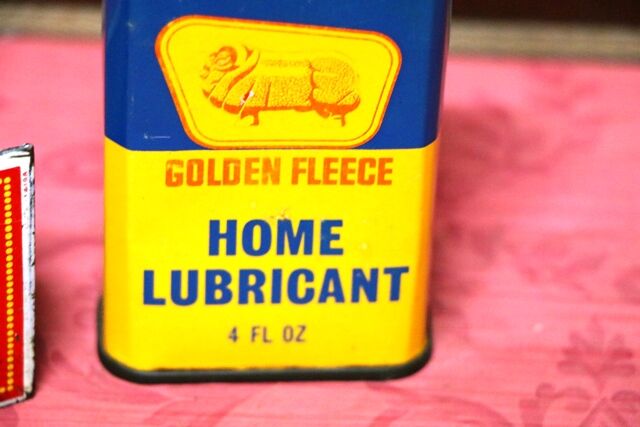 GOLDEN FLEECE
HOME
LUBRICANT
4 FL OZ